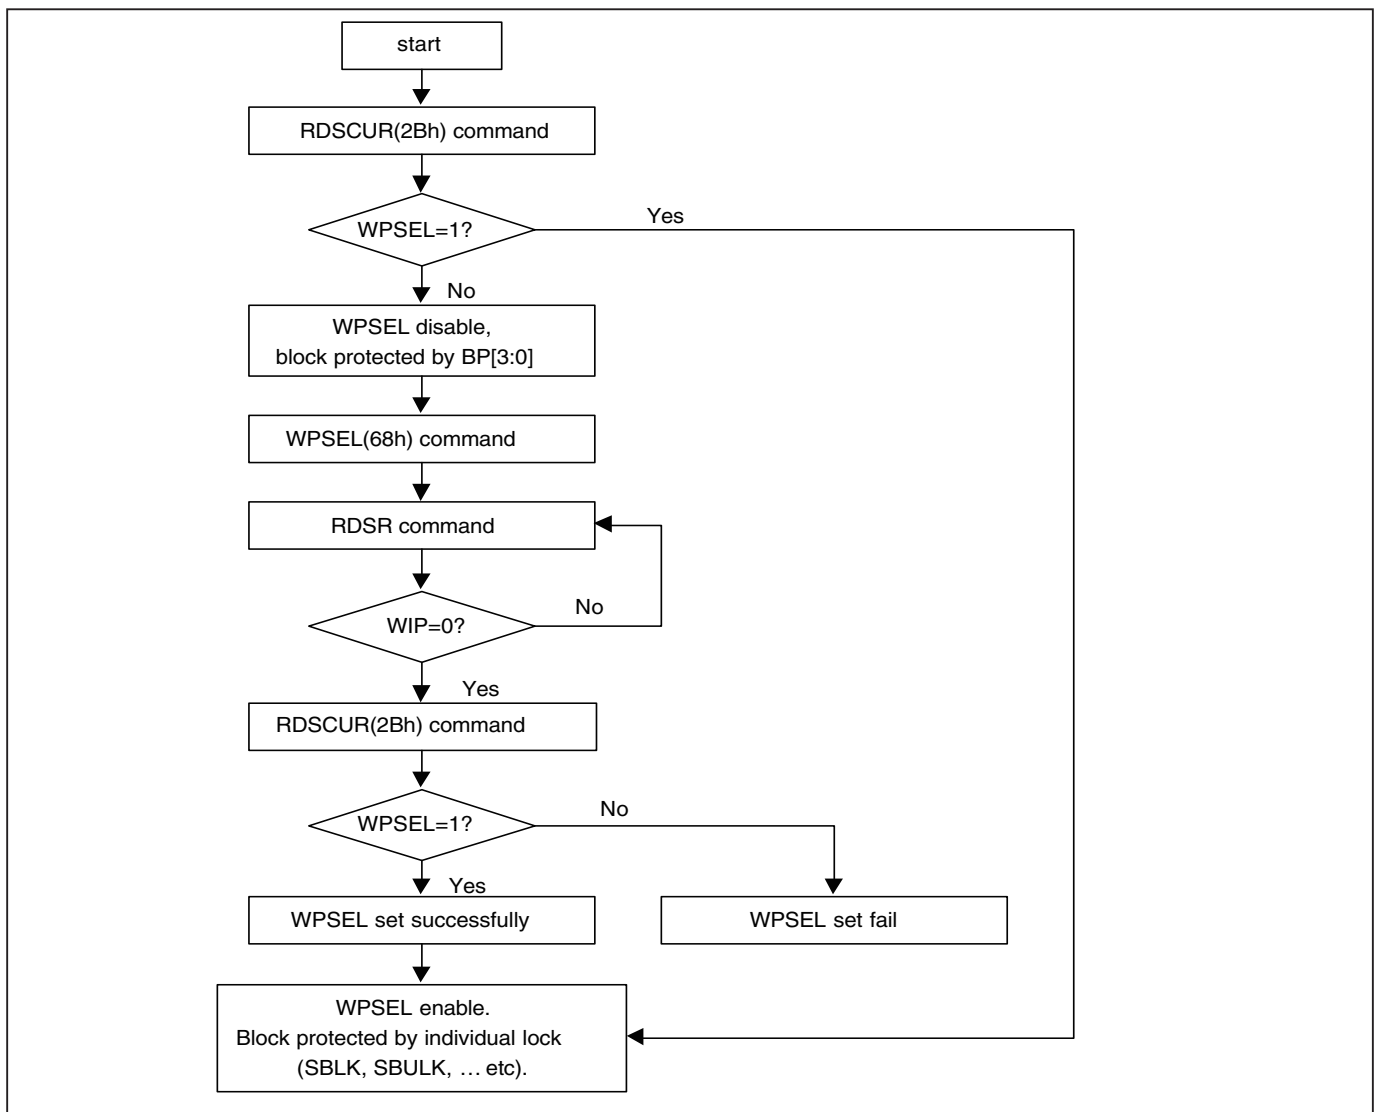 start
RDSCUR(2Bh) command
WPSEL=1?
Yes
No
WPSEL disable,
block protected by BP[3:0]
WPSEL(68h) command
RDSR command
WIP=0?
No
Yes
RDSCUR(2Bh) command
WPSEL=1?
No
Yes
WPSEL set successfully
WPSEL set fail
WPSEL enable.
Block protected by individual lock
(SBLK, SBULK, … etc).